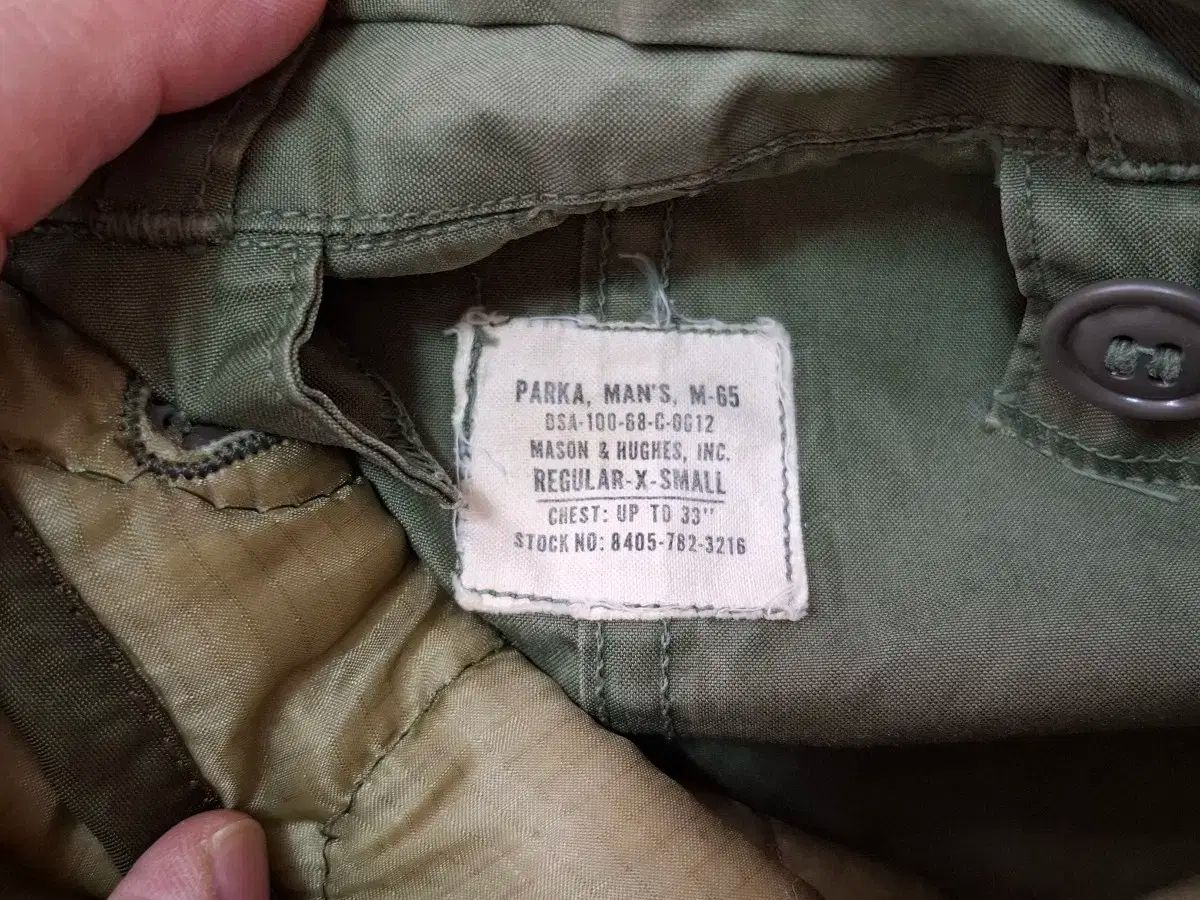 PARKA, MAN'S, M-65
DSA-100-68-C-0612
MASON & HUGHES, INC.
REGULAR-X-SMALL
CHEST: UP TO 33"
STOCK NO: 8405-782-3216